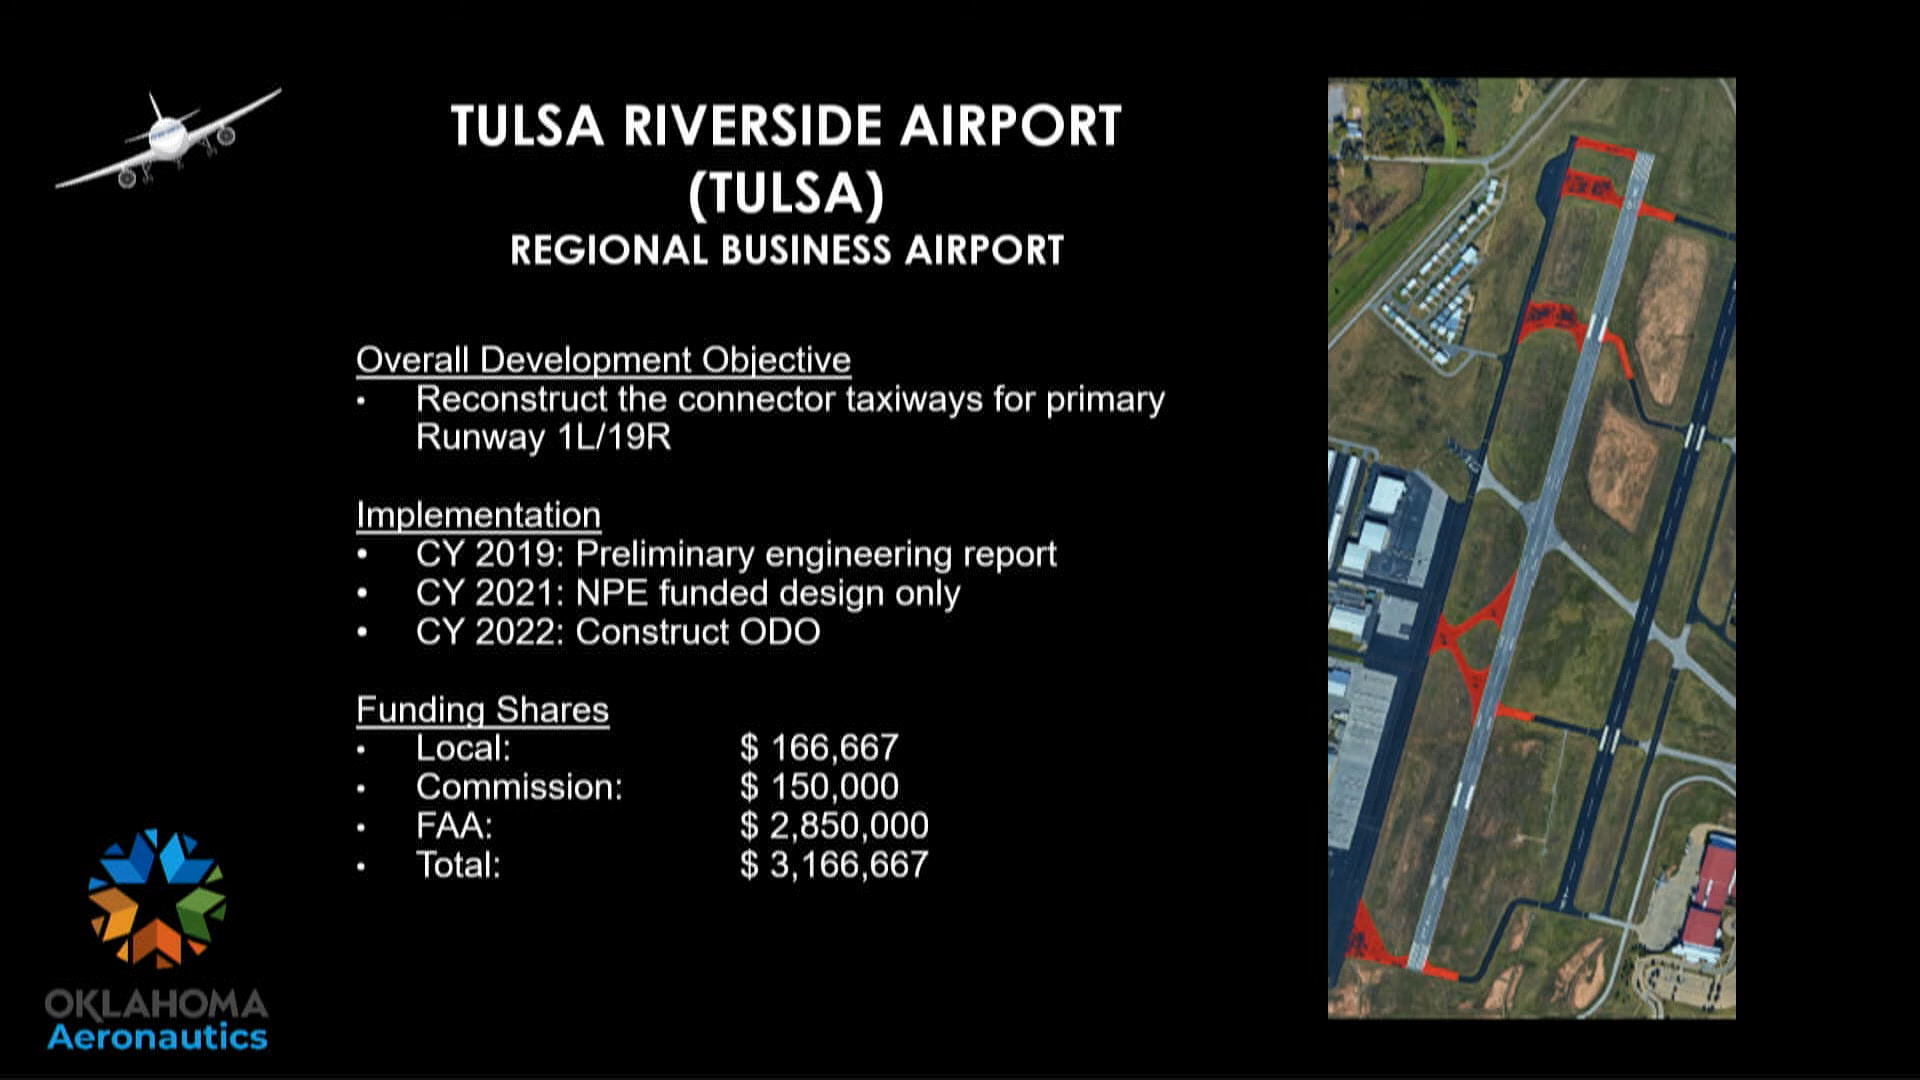 TULSA RIVERSIDE AIRPORT
(TULSA)
REGIONAL BUSINESS AIRPORT
Overall Development Objective
• Reconstruct the connector taxiways for primary
Runway 1L/19R
Implementation
• CY 2019: Preliminary engineering report
• CY 2021: NPE funded design only
• CY 2022: Construct ODO
Funding Shares
• Local: $ 166,667
• Commission: $ 150,000
• FAA: $ 2,850,000
• Total: $ 3,166,667
OKLAHOMA
Aeronautics